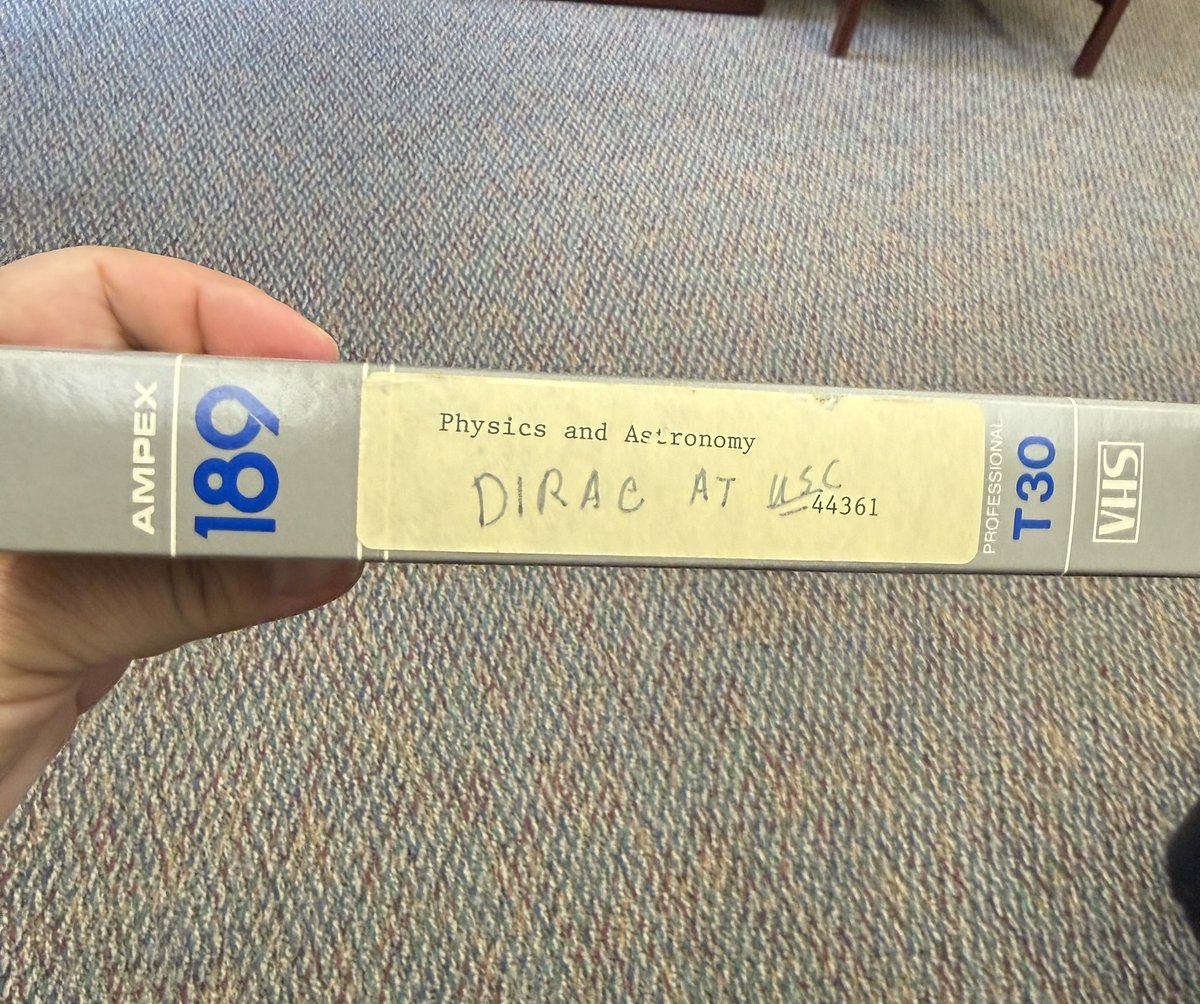 AMPEX
189
Physics and Astronomy
DIRAC AT USC
44361
PROFESSIONAL
T30
VHS